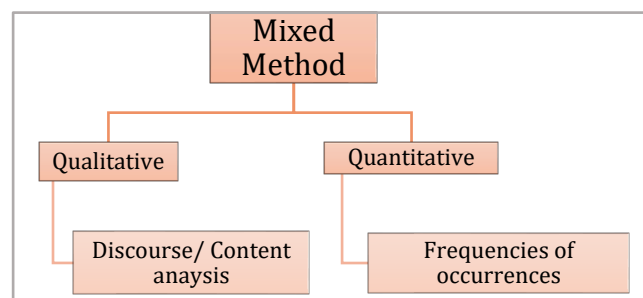 Mixed
Method
Qualitative
Quantitative
Discourse/ Content
anaysis
Frequencies of
occurrences